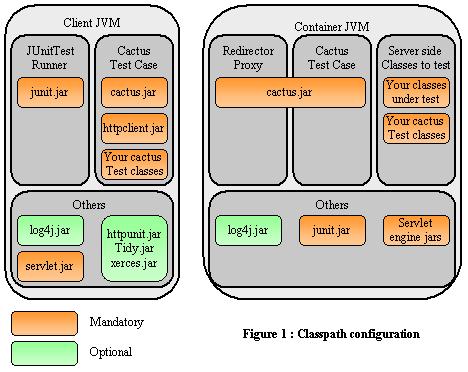 Client JVM
JUnitTest
Runner
junit.jar
Cactus
Test Case
cactus.jar
httpclient.jar
Your cactus
Test classes
Others
log4j.jar
servlet.jar
httpunit.jar
Tidy.jar
xerces.jar
Container JVM
Redirector
Proxy
Cactus
Test Case
cactus.jar
Server side
Classes to test
Your classes
under test
Your cactus
Test classes
Others
log4j.jar
junit.jar
Servlet
engine jars
Mandatory
Optional
Figure 1 : Classpath configuration